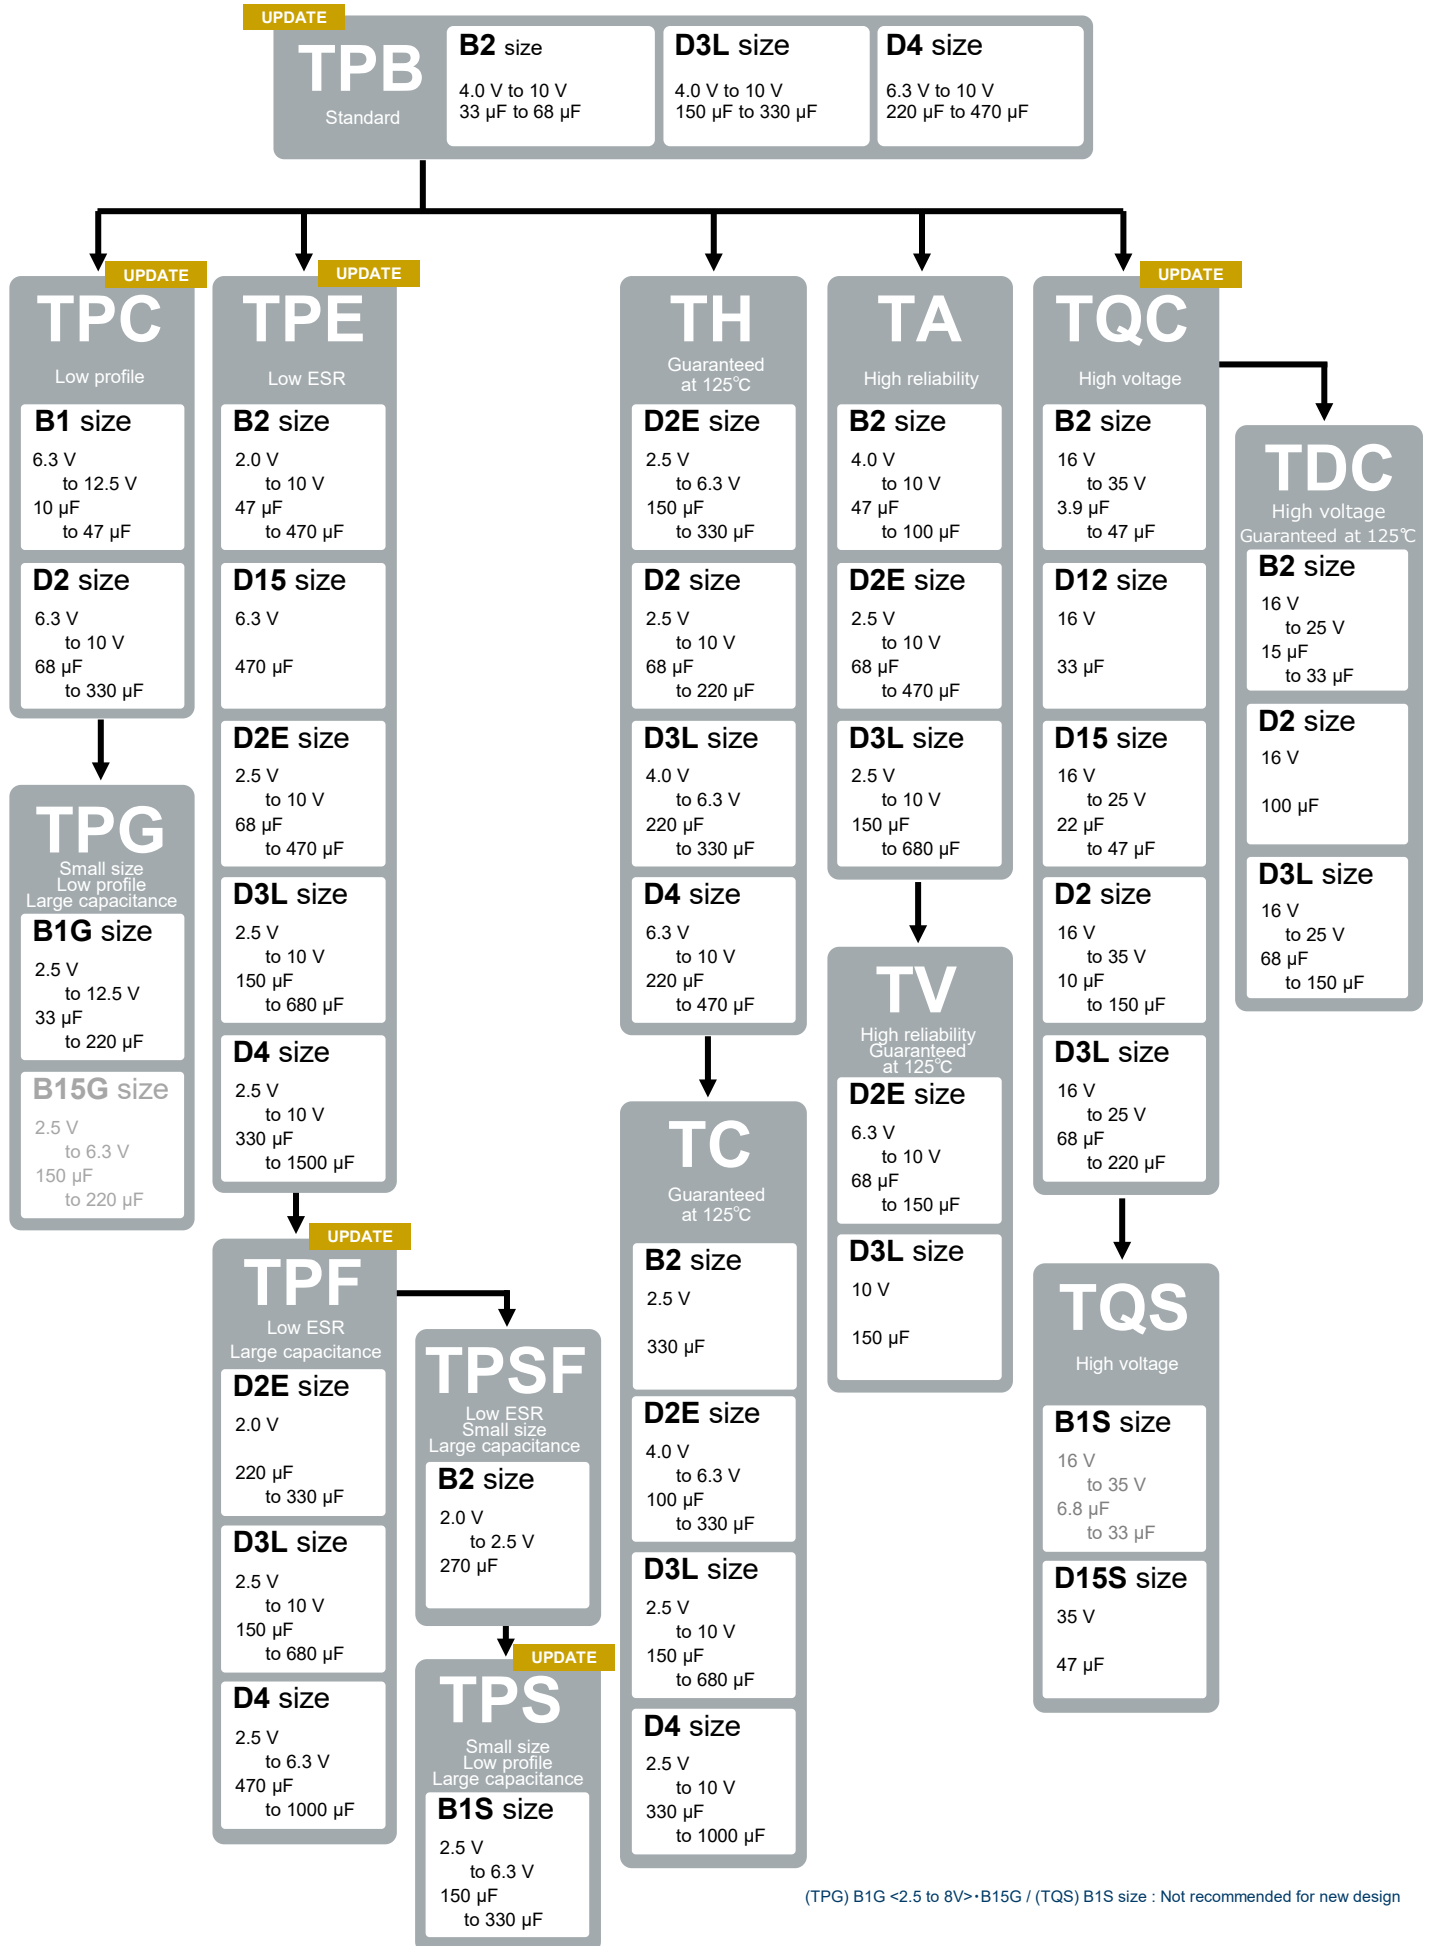 UPDATE
TPB
Standard
B2 size
4.0 V to 10 V
33 µF to 68 µF
D3L size
4.0 V to 10 V
150 µF to 330 µF
D4 size
6.3 V to 10 V
220 µF to 470 µF
UPDATE
TPC
Low profile
B1 size
6.3 V
to 12.5 V
10 µF
to 47 µF
D2 size
6.3 V
to 10 V
68 µF
to 330 µF
TPG
Small size
Low profile
Large capacitance
B1G size
2.5 V
to 12.5 V
33 µF
to 220 µF
B15G size
2.5 V
to 6.3 V
150 µF
to 220 µF
UPDATE
TPE
Low ESR
B2 size
2.0 V
to 10 V
47 µF
to 470 µF
D15 size
6.3 V
470 µF
D2E size
2.5 V
to 10 V
68 µF
to 470 µF
D3L size
2.5 V
to 10 V
150 µF
to 680 µF
D4 size
2.5 V
to 10 V
330 µF
to 1500 µF
UPDATE
TPF
Low ESR
Large capacitance
D2E size
2.0 V
220 µF
to 330 µF
D3L size
2.5 V
to 10 V
150 µF
to 680 µF
D4 size
2.5 V
to 6.3 V
470 µF
to 1000 µF
TPSF
Low ESR
Small size
Large capacitance
B2 size
2.0 V
to 2.5 V
270 µF
UPDATE
TPS
Small size
Low profile
Large capacitance
B1S size
2.5 V
to 6.3 V
150 µF
to 330 µF
TH
Guaranteed
at 125℃
D2E size
2.5 V
to 6.3 V
150 µF
to 330 µF
D2 size
2.5 V
to 10 V
68 µF
to 220 µF
D3L size
4.0 V
to 6.3 V
220 µF
to 330 µF
D4 size
6.3 V
to 10 V
220 µF
to 470 µF
TC
Guaranteed
at 125℃
B2 size
2.5 V
330 µF
D2E size
4.0 V
to 6.3 V
100 µF
to 330 µF
D3L size
2.5 V
to 10 V
150 µF
to 680 µF
D4 size
2.5 V
to 10 V
330 µF
to 1000 µF
TA
High reliability
B2 size
4.0 V
to 10 V
47 µF
to 100 µF
D2E size
2.5 V
to 10 V
68 µF
to 470 µF
D3L size
2.5 V
to 10 V
150 µF
to 680 µF
TV
High reliability
Guaranteed
at 125℃
D2E size
6.3 V
to 10 V
68 µF
to 150 µF
D3L size
10 V
150 µF
UPDATE
TQC
High voltage
B2 size
16 V
to 35 V
3.9 µF
to 47 µF
D12 size
16 V
33 µF
D15 size
16 V
to 25 V
22 µF
to 47 µF
D2 size
16 V
to 35 V
10 µF
to 150 µF
D3L size
16 V
to 25 V
68 µF
to 220 µF
TQS
High voltage
B1S size
16 V
to 35 V
6.8 µF
to 33 µF
D15S size
35 V
47 µF
TDC
High voltage
Guaranteed at 125℃
B2 size
16 V
to 25 V
15 µF
to 33 µF
D2 size
16 V
100 µF
D3L size
16 V
to 25 V
68 µF
to 150 µF
(TPG) B1G <2.5 to 8V>･B15G / (TQS) B1S size : Not recommended for new design